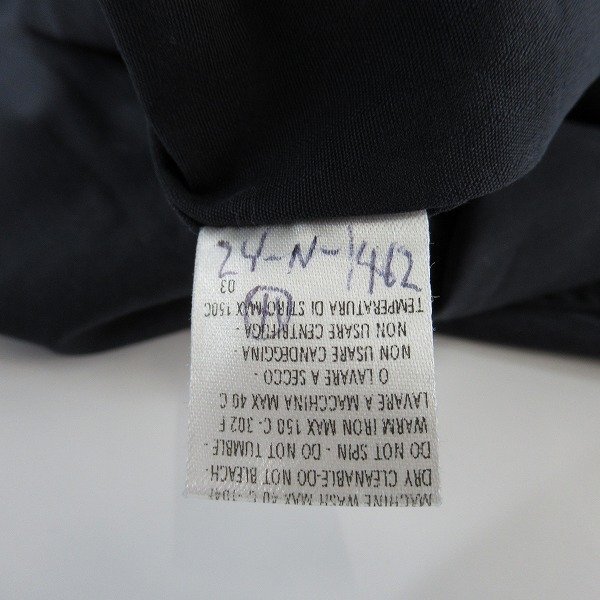 MACHINE WASH MAX 40 C -104F
DRY CLEANABLE-DO NOT BLEACH-
DO NOT SPIN - DO NOT TUMBLE-
WARM IRON MAX 150 C- 302 F
LAVARE A MACCHINA MAX 40 C
O LAVARE A SECCO -
NON USARE CANDEGGINA -
NON USARE CENTRIFUGA -
TEMPERATURA DI STIRO MAX 150C
03
24-N-1462